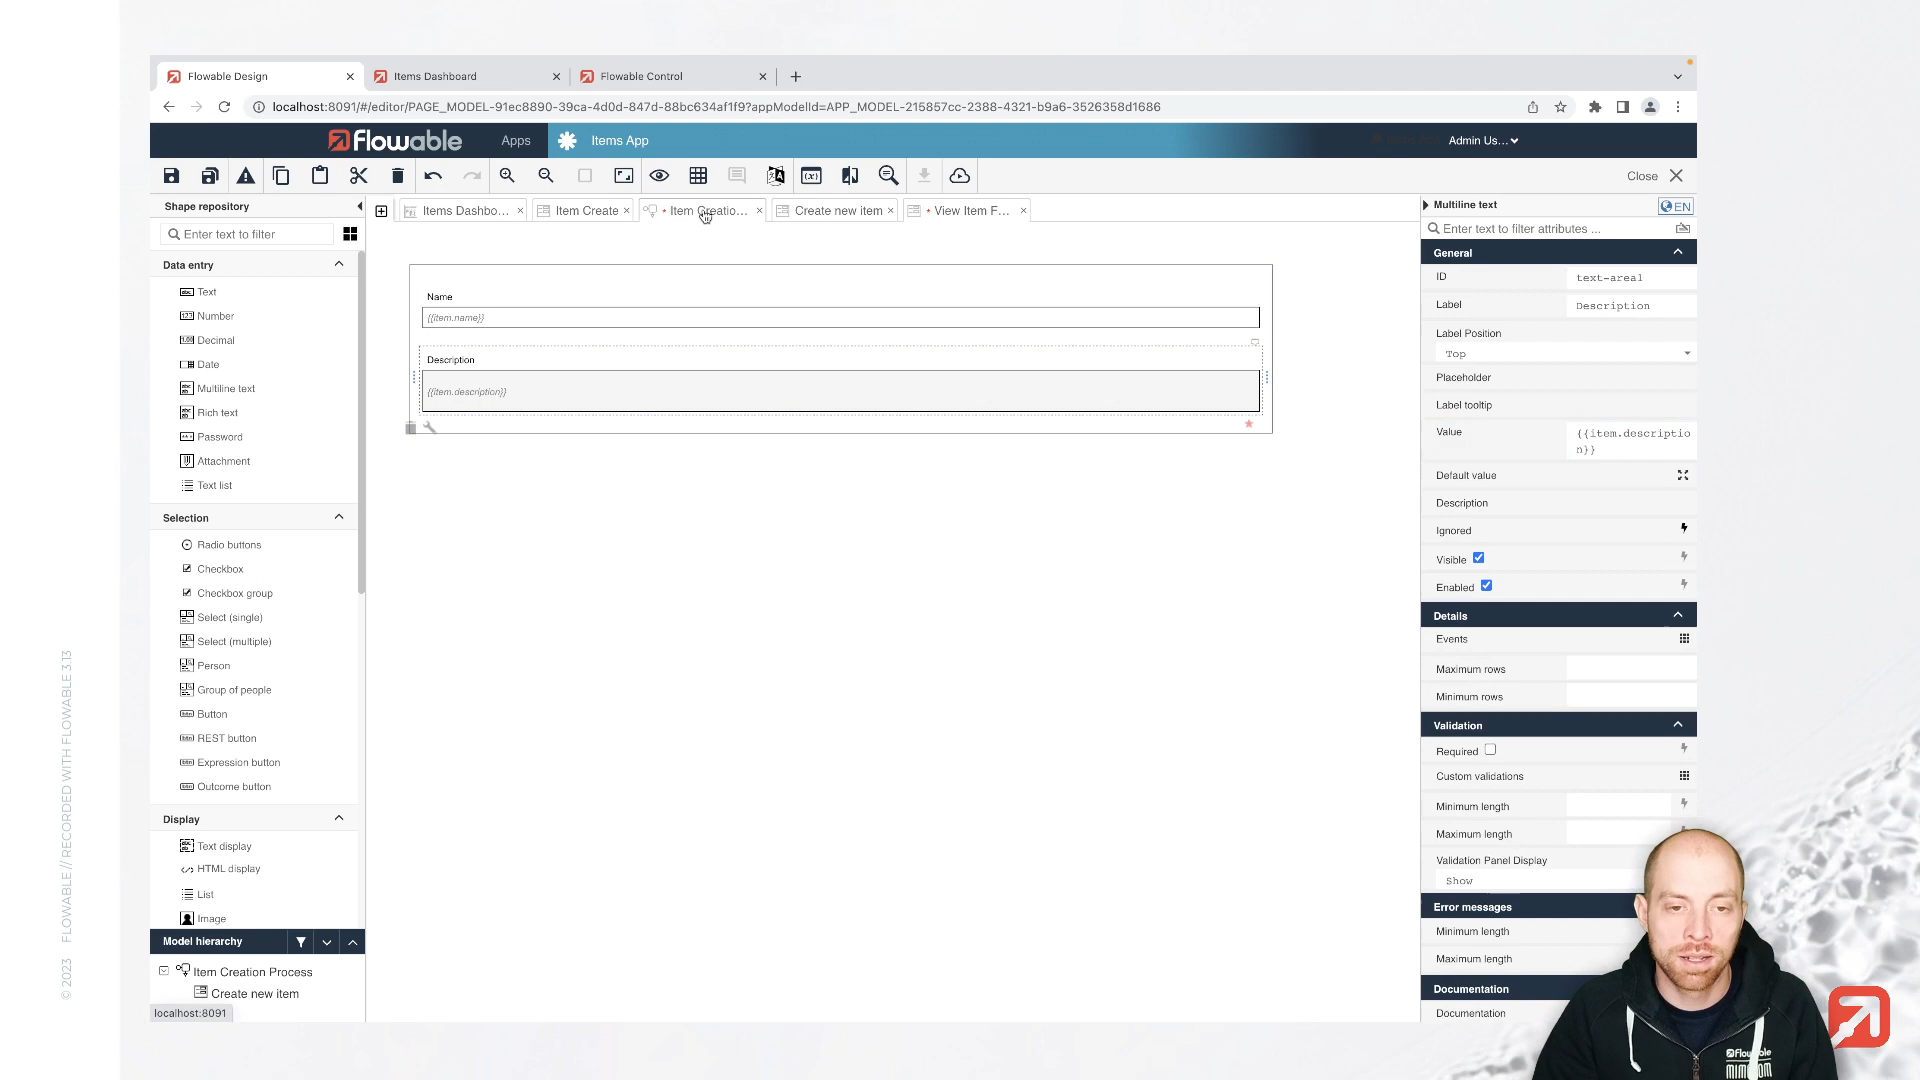 Flowable Design
Items Dashboard
Flowable Control
localhost:8091/#/editor/PAGE_MODEL-91ec8890-39ca-4d0d-847d-88bc634af1f9?appModelId=APP_MODEL-215857cc-2388-4321-b9a6-3526358d1686
Flowable
Apps
Items App
Admin Us...
Close
Shape repository
Items Dashbo...
Item Create
* Item Creatio...
Create new item
* View Item F...
Multiline text
EN
Enter text to filter
Enter text to filter attributes ...
Data entry
Text
Number
Decimal
Date
Multiline text
Rich text
Password
Attachment
Text list
Selection
Radio buttons
Checkbox
Checkbox group
Select (single)
Select (multiple)
Person
Group of people
Button
REST button
Expression button
Outcome button
Display
Text display
HTML display
List
Image
Model hierarchy
Item Creation Process
Create new item
localhost:8091
Name
{{item.name}}
Description
{{item.description}}
General
ID
text-area1
Label
Description
Label Position
Top
Placeholder
Label tooltip
Value
{{item.descriptio
n}}
Default value
Description
Ignored
Visible
Enabled
Details
Events
Maximum rows
Minimum rows
Validation
Required
Custom validations
Minimum length
Maximum length
Validation Panel Display
Show
Error messages
Minimum length
Maximum length
Documentation
Documentation
© 2023 FLOWABLE // RECORDED WITH FLOWABLE 3.13